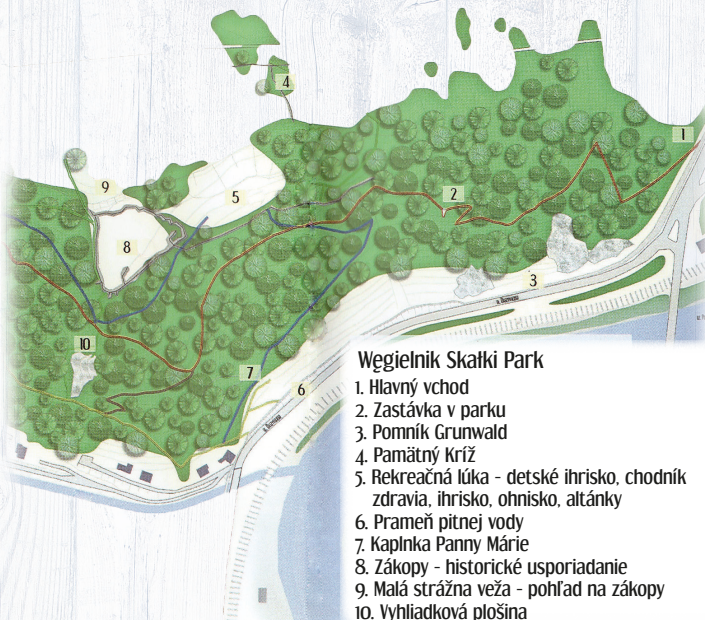 4
1
9
5
2
8
3
10
7
6
Węgielnik Skałki Park
1. Hlavný vchod
2. Zastávka v parku
3. Pomník Grunwald
4. Pamätný Kríž
5. Rekreačná lúka - detské ihrisko, chodník
zdravia, ihrisko, ohnisko, altánky
6. Prameň pitnej vody
7. Kaplnka Panny Márie
8. Zákopy - historické usporiadanie
9. Malá strážna veža - pohľad na zákopy
10. Vyhliadková plošina